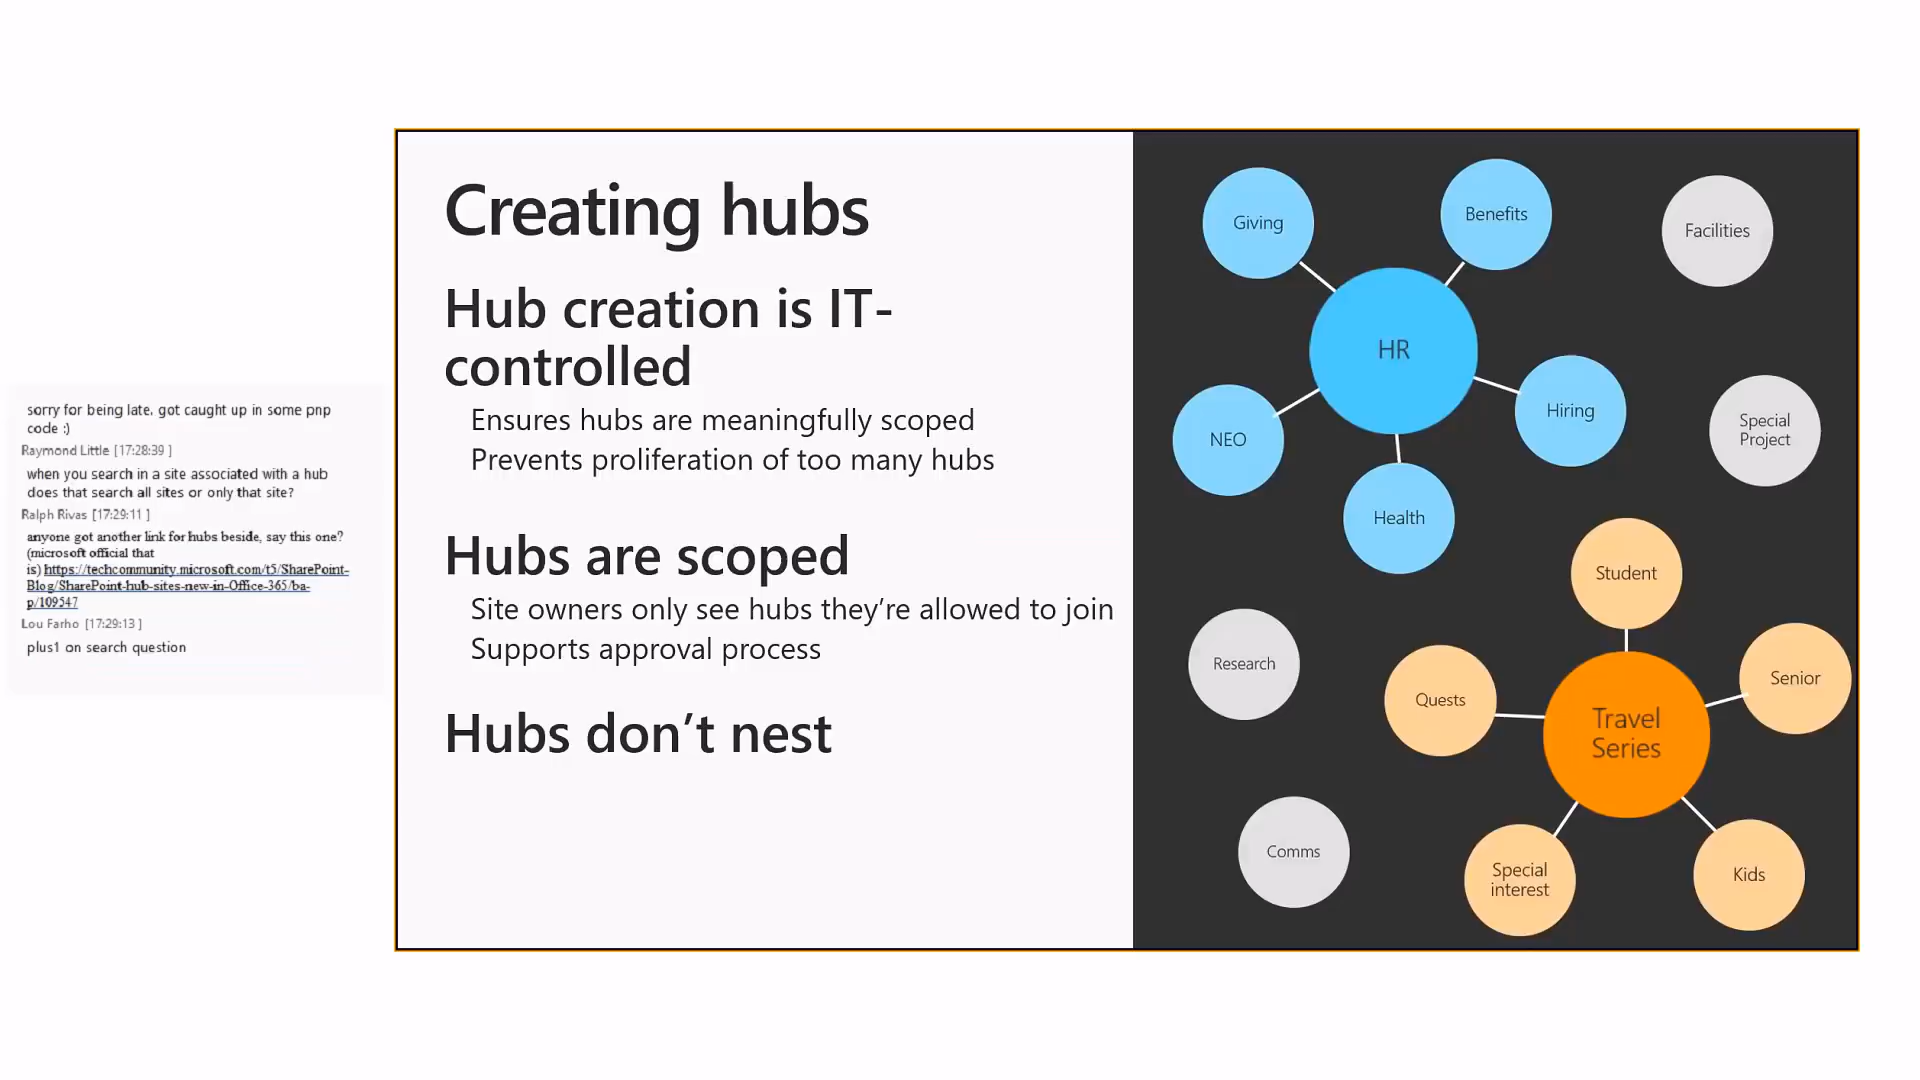 sorry for being late. got caught up in some pnp
code :)
Raymond Little [17:28:39 ]
when you search in a site associated with a hub
does that search all sites or only that site?
Ralph Rivas [17:29:11 ]
anyone got another link for hubs beside, say this one?
(microsoft official that
is) https://techcommunity.microsoft.com/t5/SharePoint-
Blog/SharePoint-hub-sites-new-in-Office-365/ba-
p/109547
Lou Farho [17:29:13 ]
plus1 on search question
Creating hubs
Hub creation is IT-
controlled
Ensures hubs are meaningfully scoped
Prevents proliferation of too many hubs
Hubs are scoped
Site owners only see hubs they’re allowed to join
Supports approval process
Hubs don’t nest
Giving
Benefits
Facilities
HR
NEO
Hiring
Special
Project
Health
Student
Research
Quests
Senior
Travel
Series
Comms
Special
interest
Kids